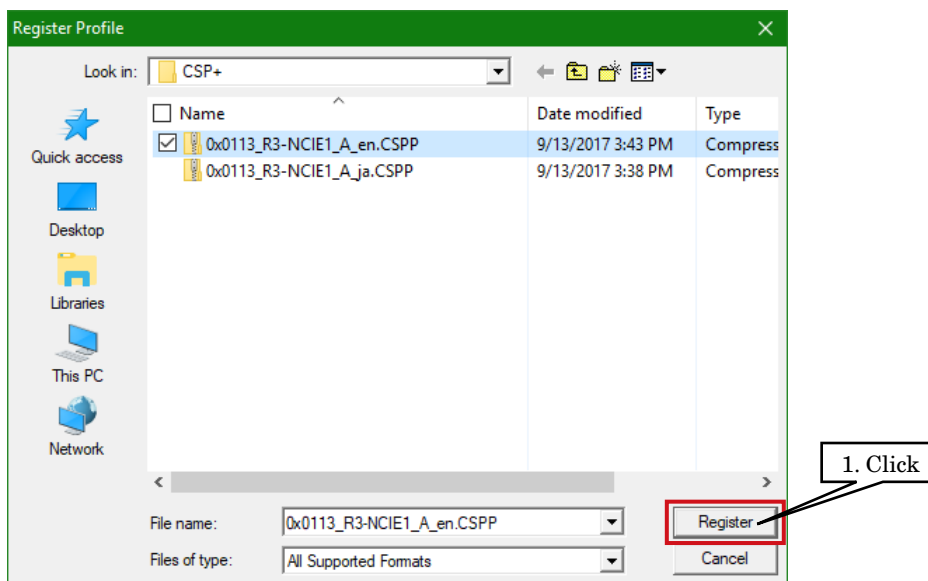 Register Profile
Look in: CSP+
Name Date modified Type
0x0113_R3-NCIE1_A_en.CSPP 9/13/2017 3:43 PM Compress
0x0113_R3-NCIE1_A_ja.CSPP 9/13/2017 3:38 PM Compress
Quick access
Desktop
Libraries
This PC
Network
1. Click
File name: 0x0113_R3-NCIE1_A_en.CSPP Register
Files of type: All Supported Formats Cancel